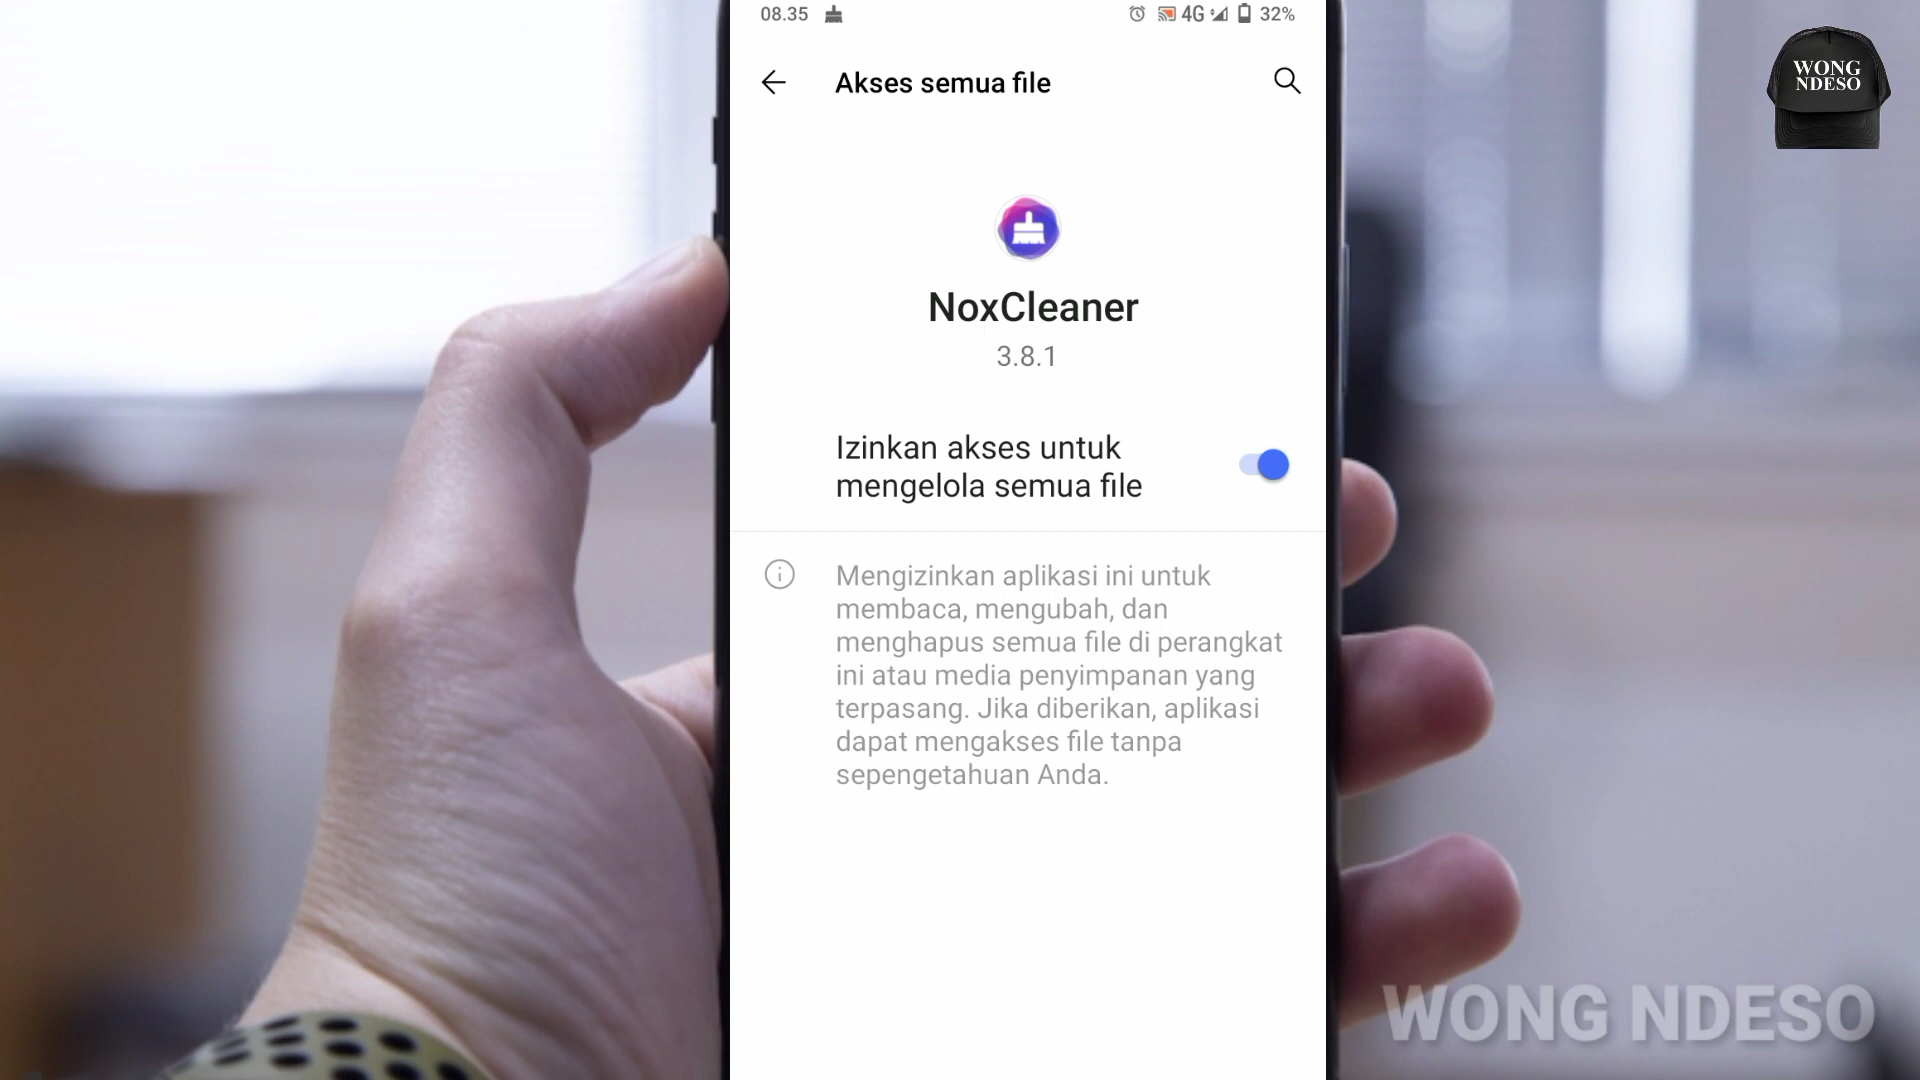 08.35
4G
32%
WONG
NDESO
Akses semua file
NoxCleaner
3.8.1
Izinkan akses untuk
mengelola semua file
Mengizinkan aplikasi ini untuk
membaca, mengubah, dan
menghapus semua file di perangkat
ini atau media penyimpanan yang
terpasang. Jika diberikan, aplikasi
dapat mengakses file tanpa
sepengetahuan Anda.
WONG NDESO